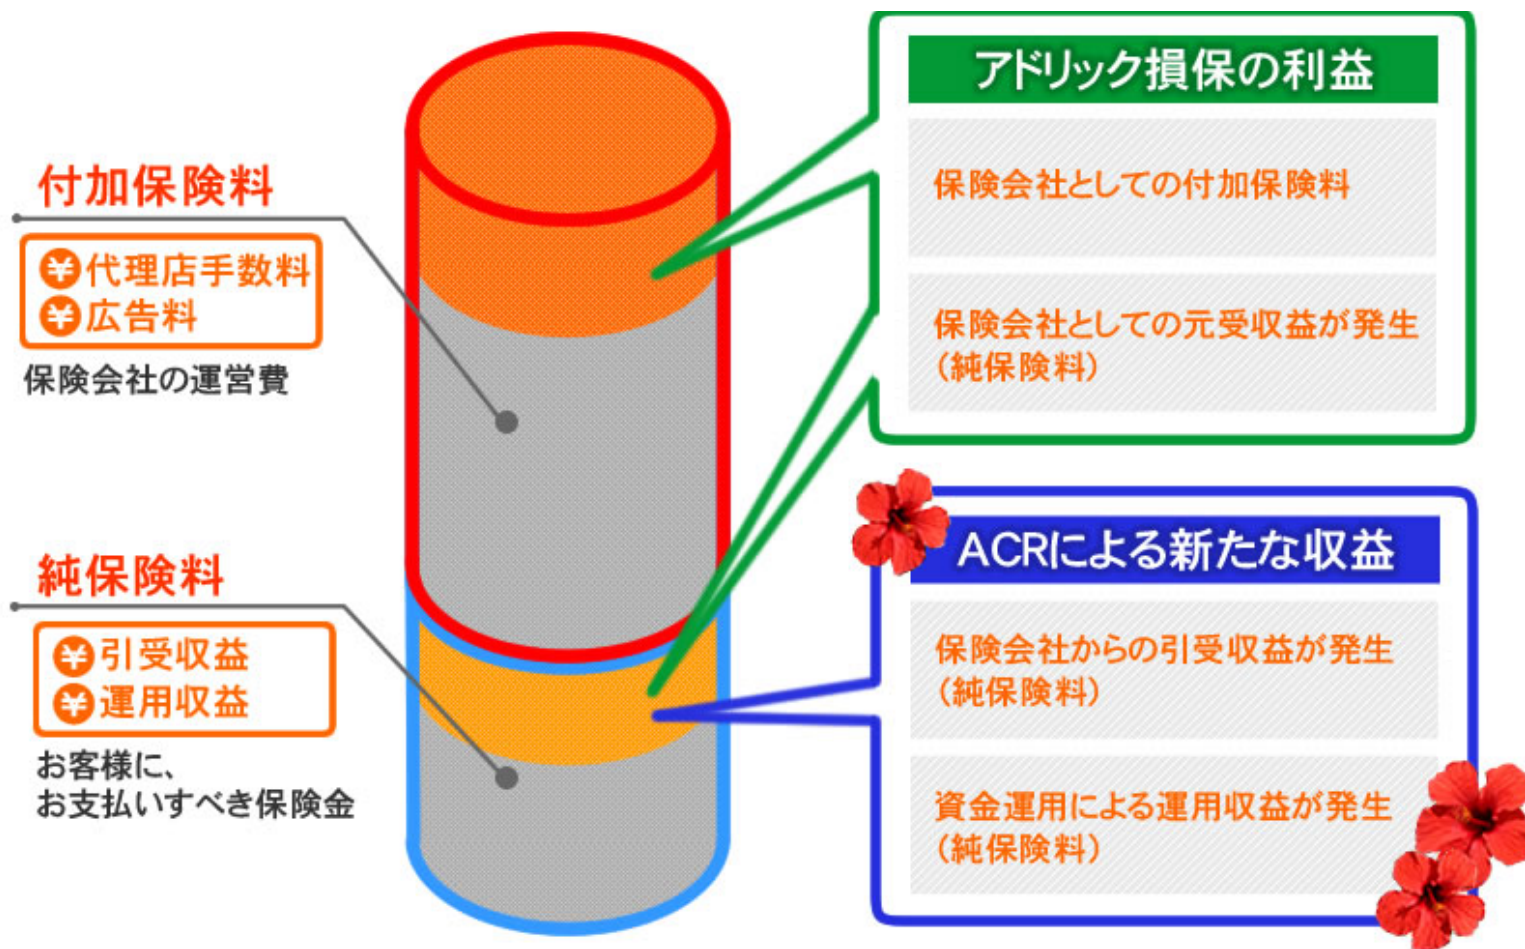 付加保険料
¥代理店手数料
¥広告料
保険会社の運営費
純保険料
¥引受収益
¥運用収益
お客様に、
お支払いすべき保険金
アドリック損保の利益
保険会社としての付加保険料
保険会社としての元受収益が発生
(純保険料)
ACRによる新たな収益
保険会社からの引受収益が発生
(純保険料)
資金運用による運用収益が発生
(純保険料)